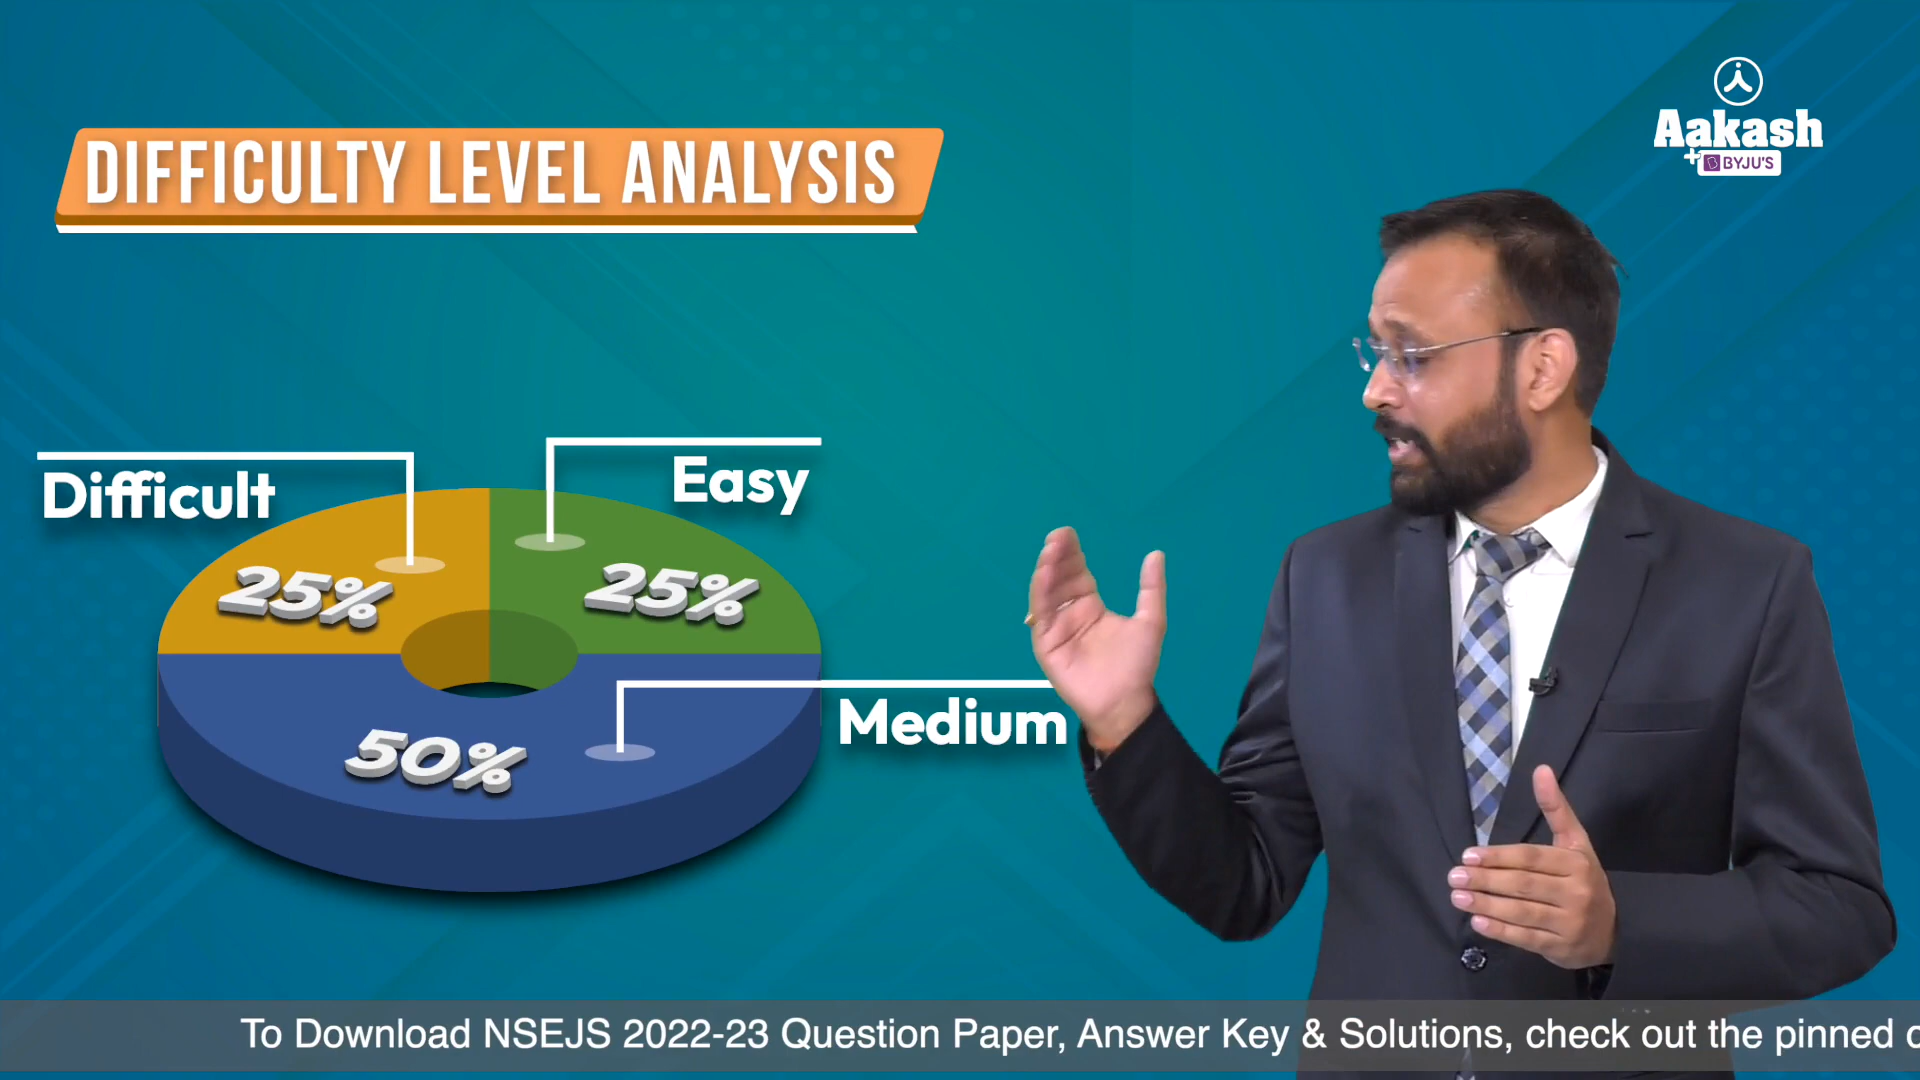 Aakash
+ BYJU'S
DIFFICULTY LEVEL ANALYSIS
Difficult
Easy
25%
25%
Medium
50%
To Download NSEJS 2022-23 Question Paper, Answer Key & Solutions, check out the pinned